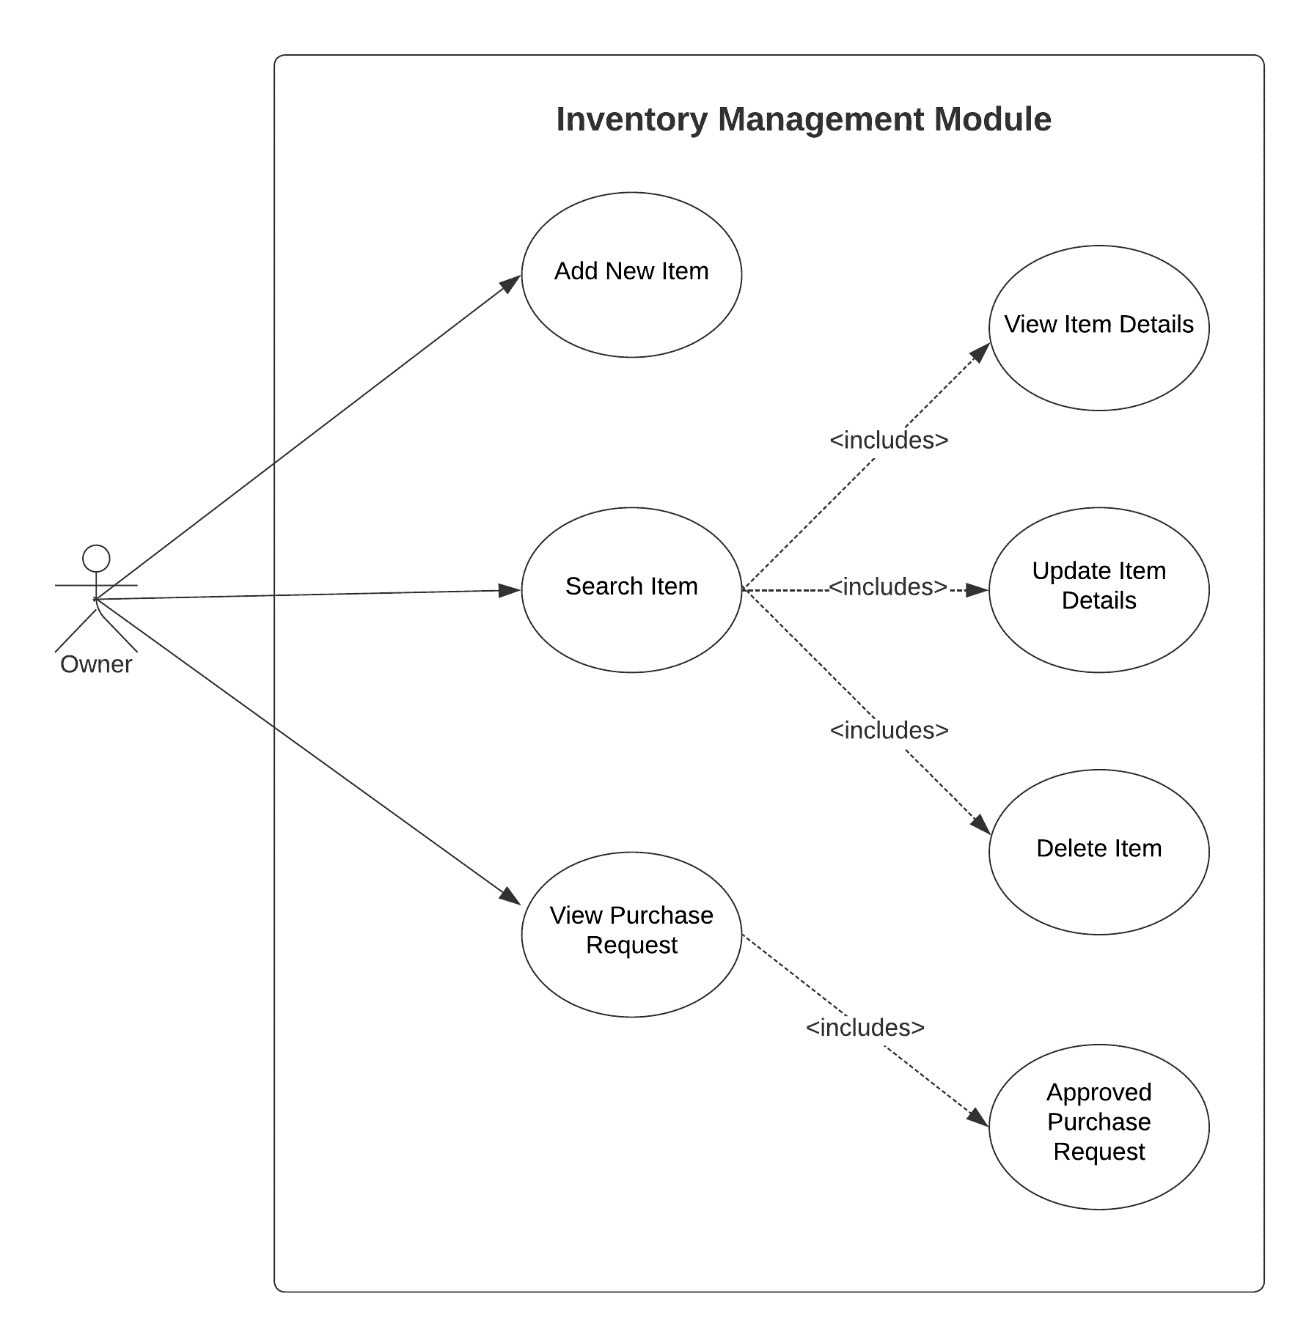 Inventory Management Module
Add New Item
View Item Details
<includes>
Search Item
<includes>
Update Item
Details
Owner
<includes>
Delete Item
View Purchase
Request
<includes>
Approved
Purchase
Request